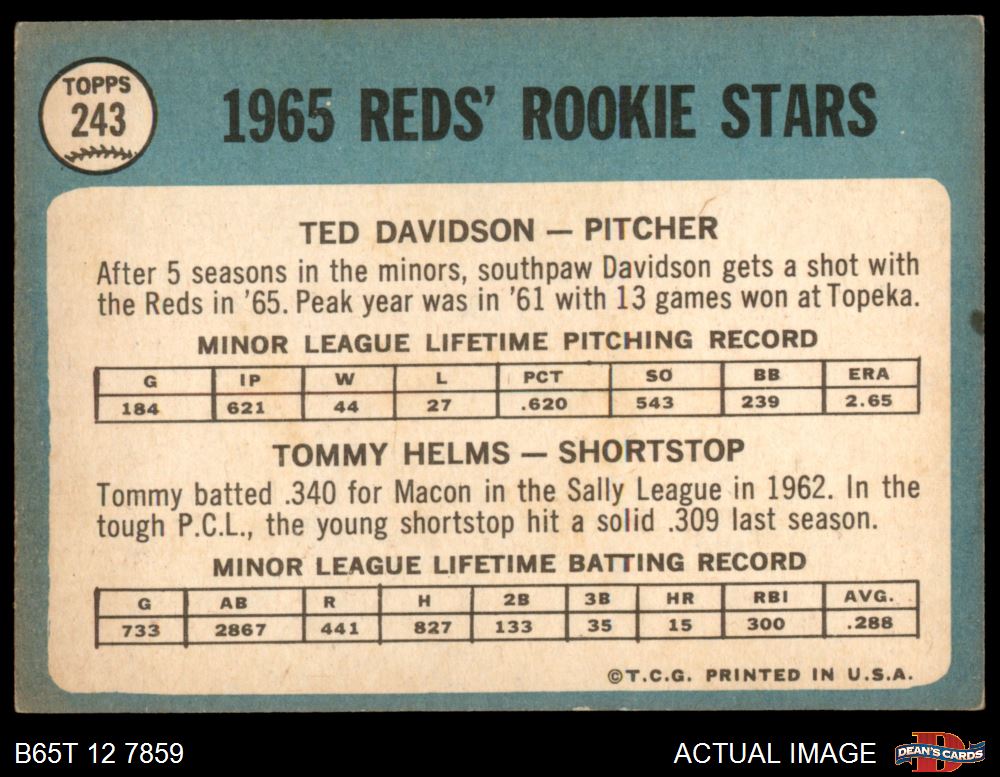 TOPPS
243
1965 REDS' ROOKIE STARS
TED DAVIDSON — PITCHER
After 5 seasons in the minors, southpaw Davidson gets a shot with
the Reds in '65. Peak year was in '61 with 13 games won at Topeka.
MINOR LEAGUE LIFETIME PITCHING RECORD
G IP W L PCT SO BB ERA
184 621 44 27 .620 543 239 2.65
TOMMY HELMS — SHORTSTOP
Tommy batted .340 for Macon in the Sally League in 1962. In the
tough P.C.L., the young shortstop hit a solid .309 last season.
MINOR LEAGUE LIFETIME BATTING RECORD
G AB R H 2B 3B HR RBI AVG.
733 2867 441 827 133 35 15 300 .288
©T.C.G. PRINTED IN U.S.A.
B65T 12 7859
ACTUAL IMAGE
D
DEAN'S CARDS